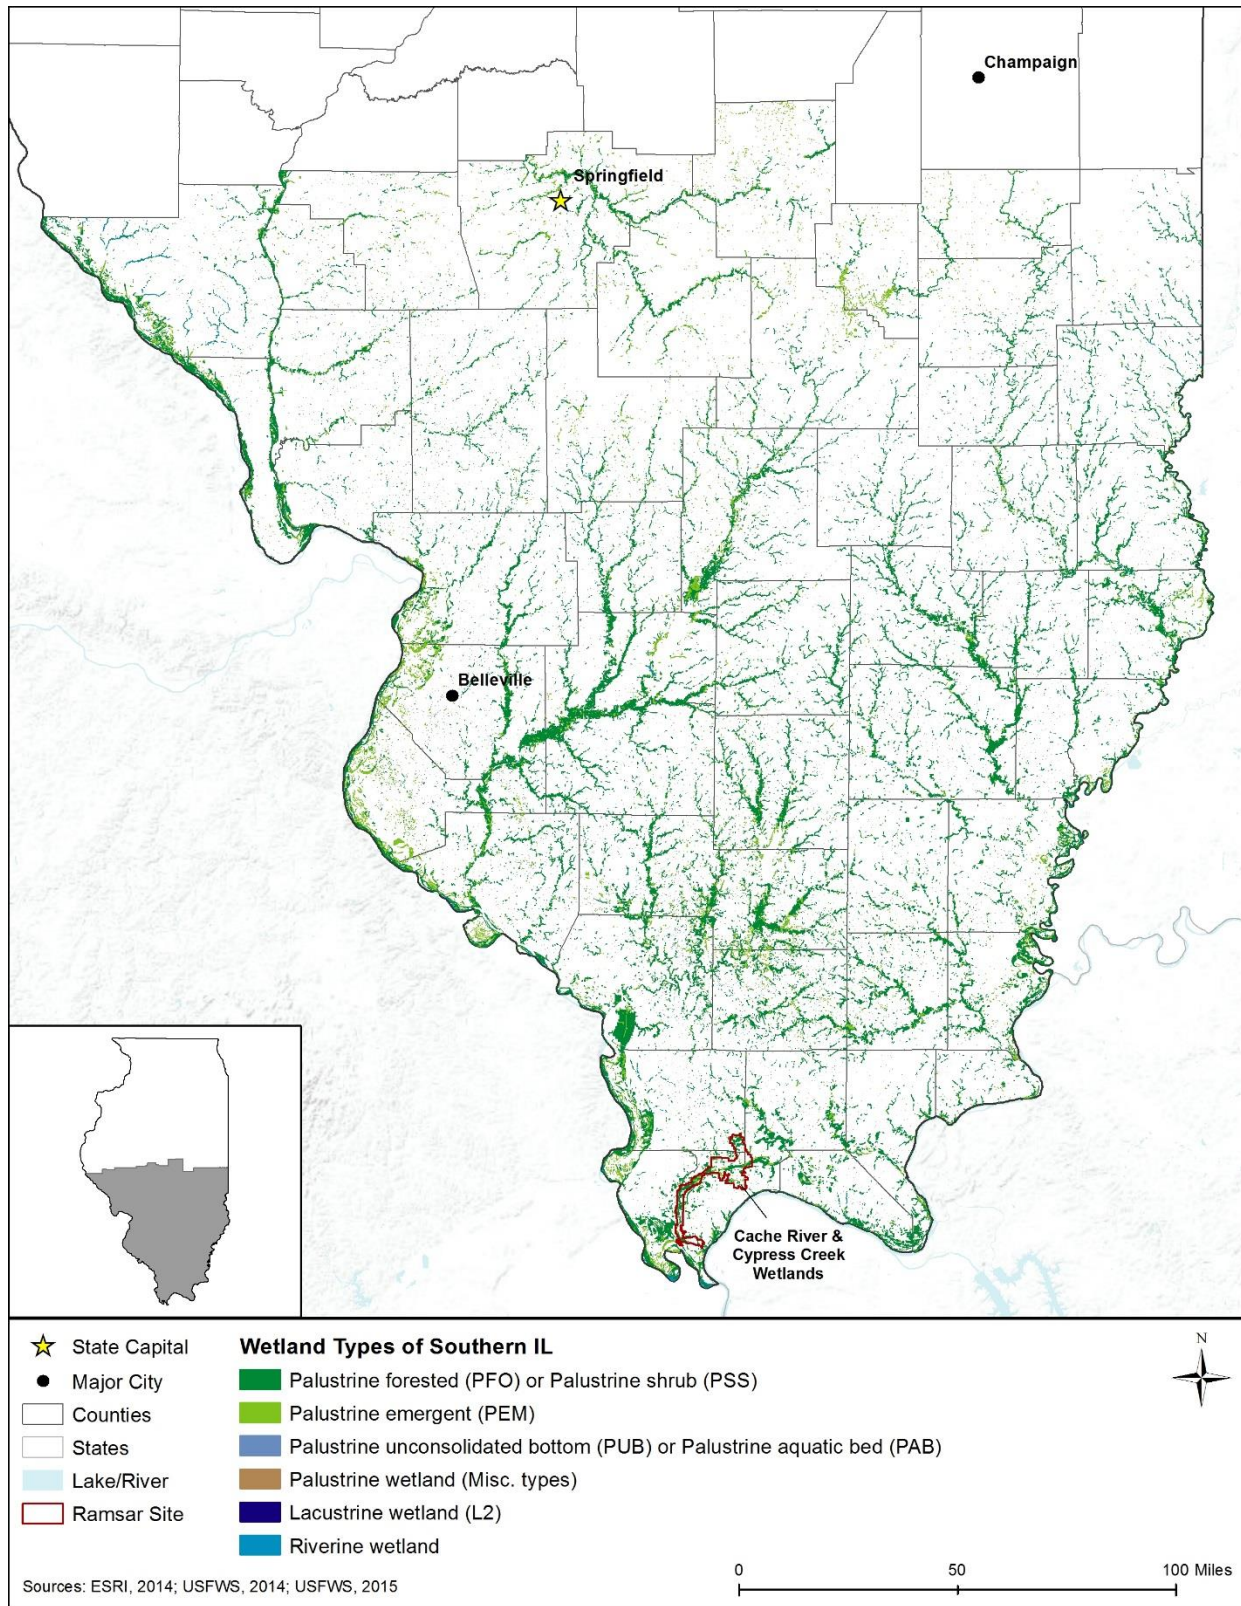 Champaign
Springfield
Belleville
Cache River &
Cypress Creek
Wetlands
State Capital
Major City
Counties
States
Lake/River
Ramsar Site
Wetland Types of Southern IL
Palustrine forested (PFO) or Palustrine shrub (PSS)
Palustrine emergent (PEM)
Palustrine unconsolidated bottom (PUB) or Palustrine aquatic bed (PAB)
Palustrine wetland (Misc. types)
Lacustrine wetland (L2)
Riverine wetland
N
Sources: ESRI, 2014; USFWS, 2014; USFWS, 2015
0 50 100 Miles